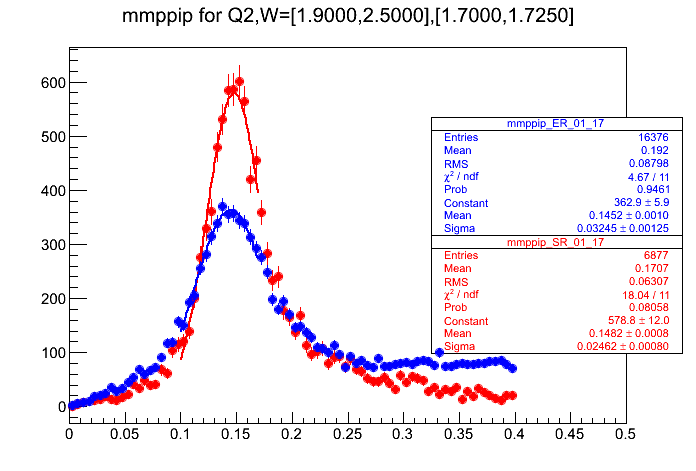 mmppip for Q2,W=[1.9000,2.5000],[1.7000,1.7250]
600
500
400
300
200
100
0
0 0.05 0.1 0.15 0.2 0.25 0.3 0.35 0.4 0.45 0.5
mmppip_ER_01_17
Entries 16376
Mean 0.192
RMS 0.08798
χ² / ndf 4.67 / 11
Prob 0.9461
Constant 362.9 ± 5.9
Mean 0.1452 ± 0.0010
Sigma 0.03245 ± 0.00125
mmppip_SR_01_17
Entries 6877
Mean 0.1707
RMS 0.06307
χ² / ndf 18.04 / 11
Prob 0.08058
Constant 578.8 ± 12.0
Mean 0.1482 ± 0.0008
Sigma 0.02462 ± 0.00080